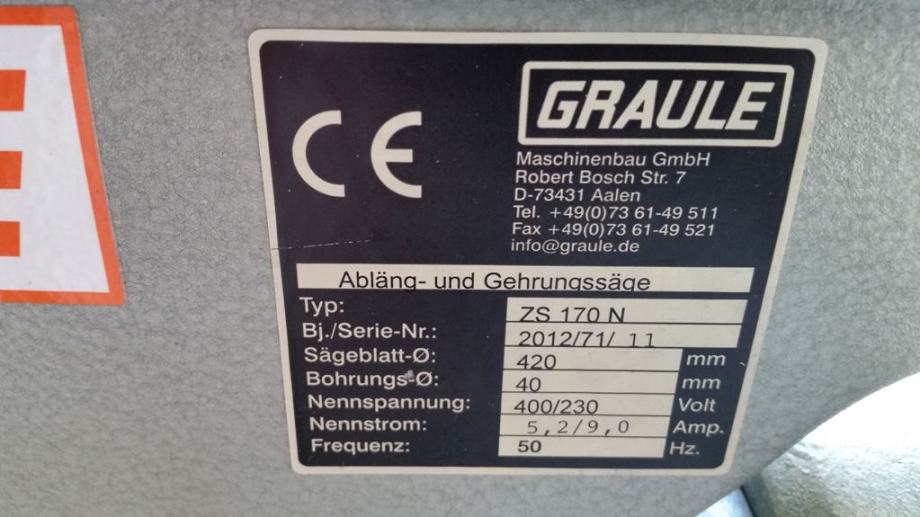 CE
GRAULE
Maschinenbau GmbH
Robert Bosch Str. 7
D-73431 Aalen
Tel. +49(0)73 61-49 511
Fax +49(0)73 61-49 521
info@graule.de
Abläng- und Gehrungssäge
Typ: ZS 170 N
Bj./Serie-Nr.: 2012/71/ 11
Sägeblatt-Ø: 420 mm
Bohrungs-Ø: 40 mm
Nennspannung: 400/230 Volt
Nennstrom: 5,2/9,0 Amp.
Frequenz: 50 Hz.